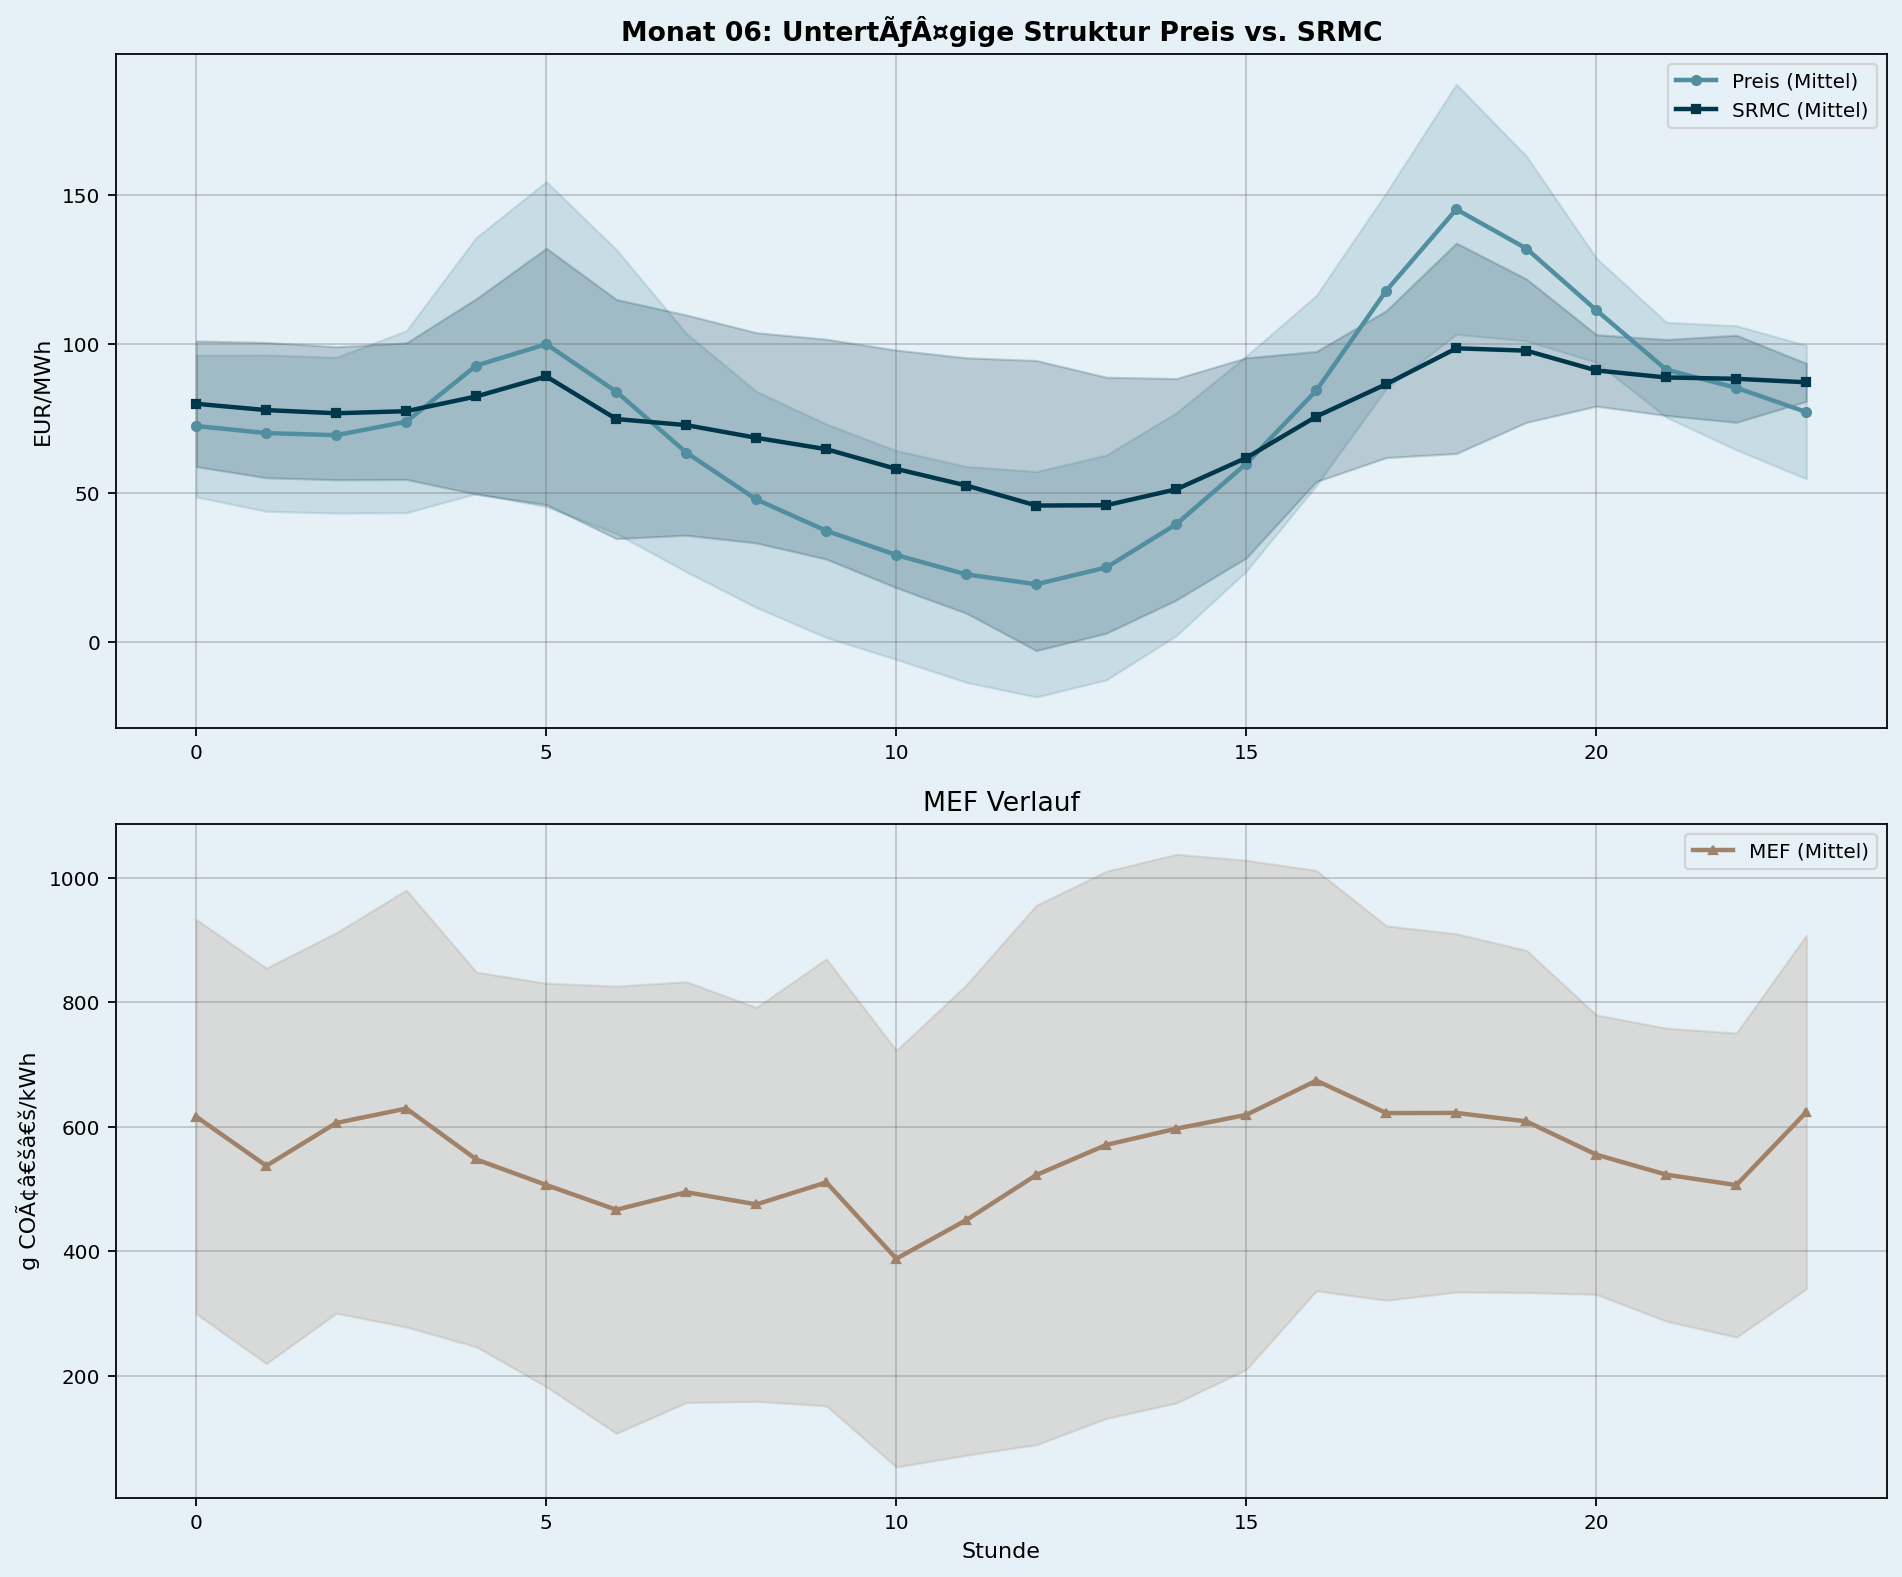 Monat 06: UntertÃƒÂ¤gige Struktur Preis vs. SRMC
Preis (Mittel)
SRMC (Mittel)
EUR/MWh
150
100
50
0
0
5
10
15
20
MEF Verlauf
MEF (Mittel)
g COÃ¢â€šâ€š/kWh
1000
800
600
400
200
0
5
10
15
20
Stunde